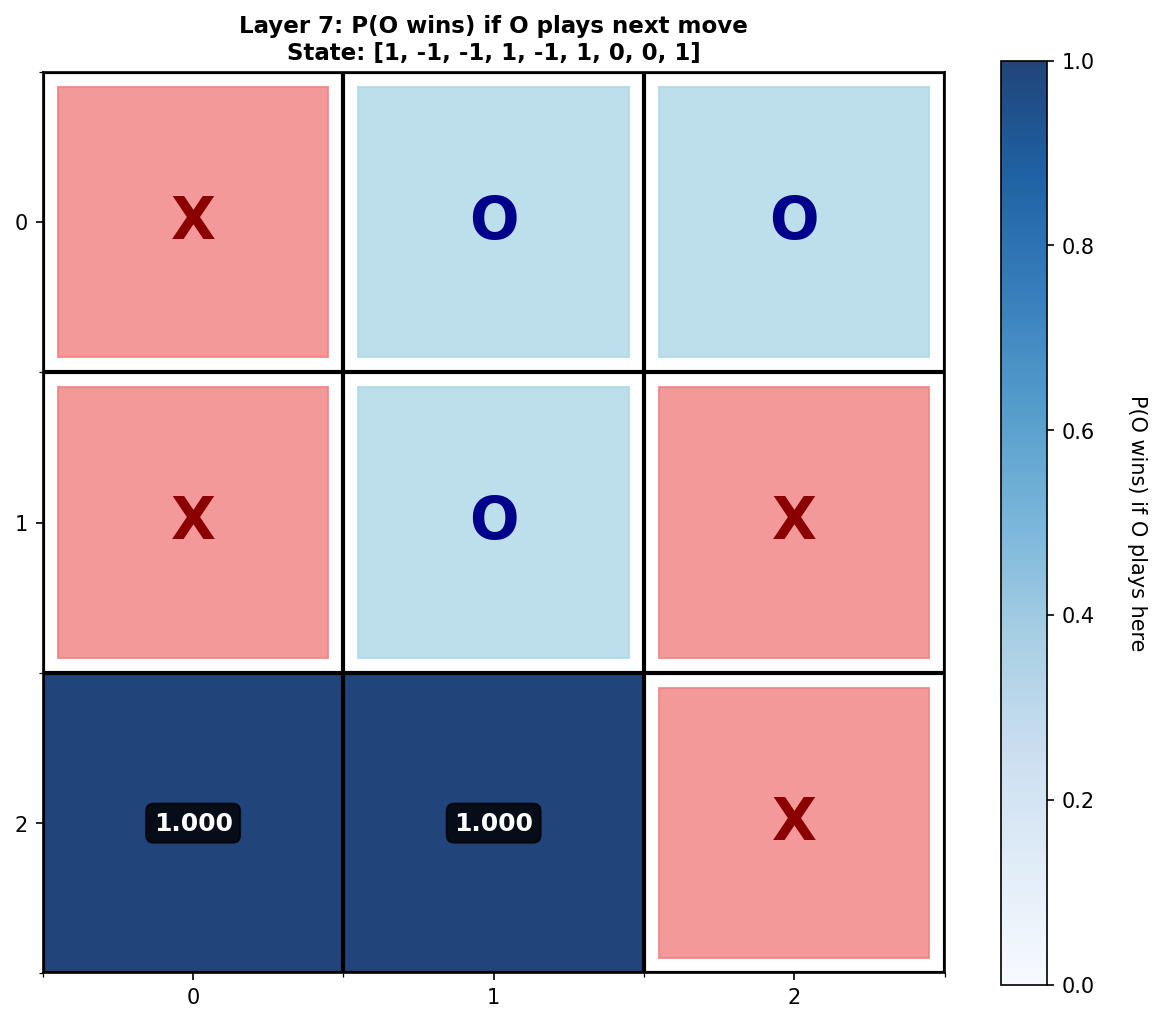 Layer 7: P(O wins) if O plays next move
State: [1, -1, -1, 1, -1, 1, 0, 0, 1]
0 X O O
1 X O X
2 1.000 1.000 X
0 1 2
1.0
0.8
0.6
0.4
0.2
0.0
P(O wins) if O plays here